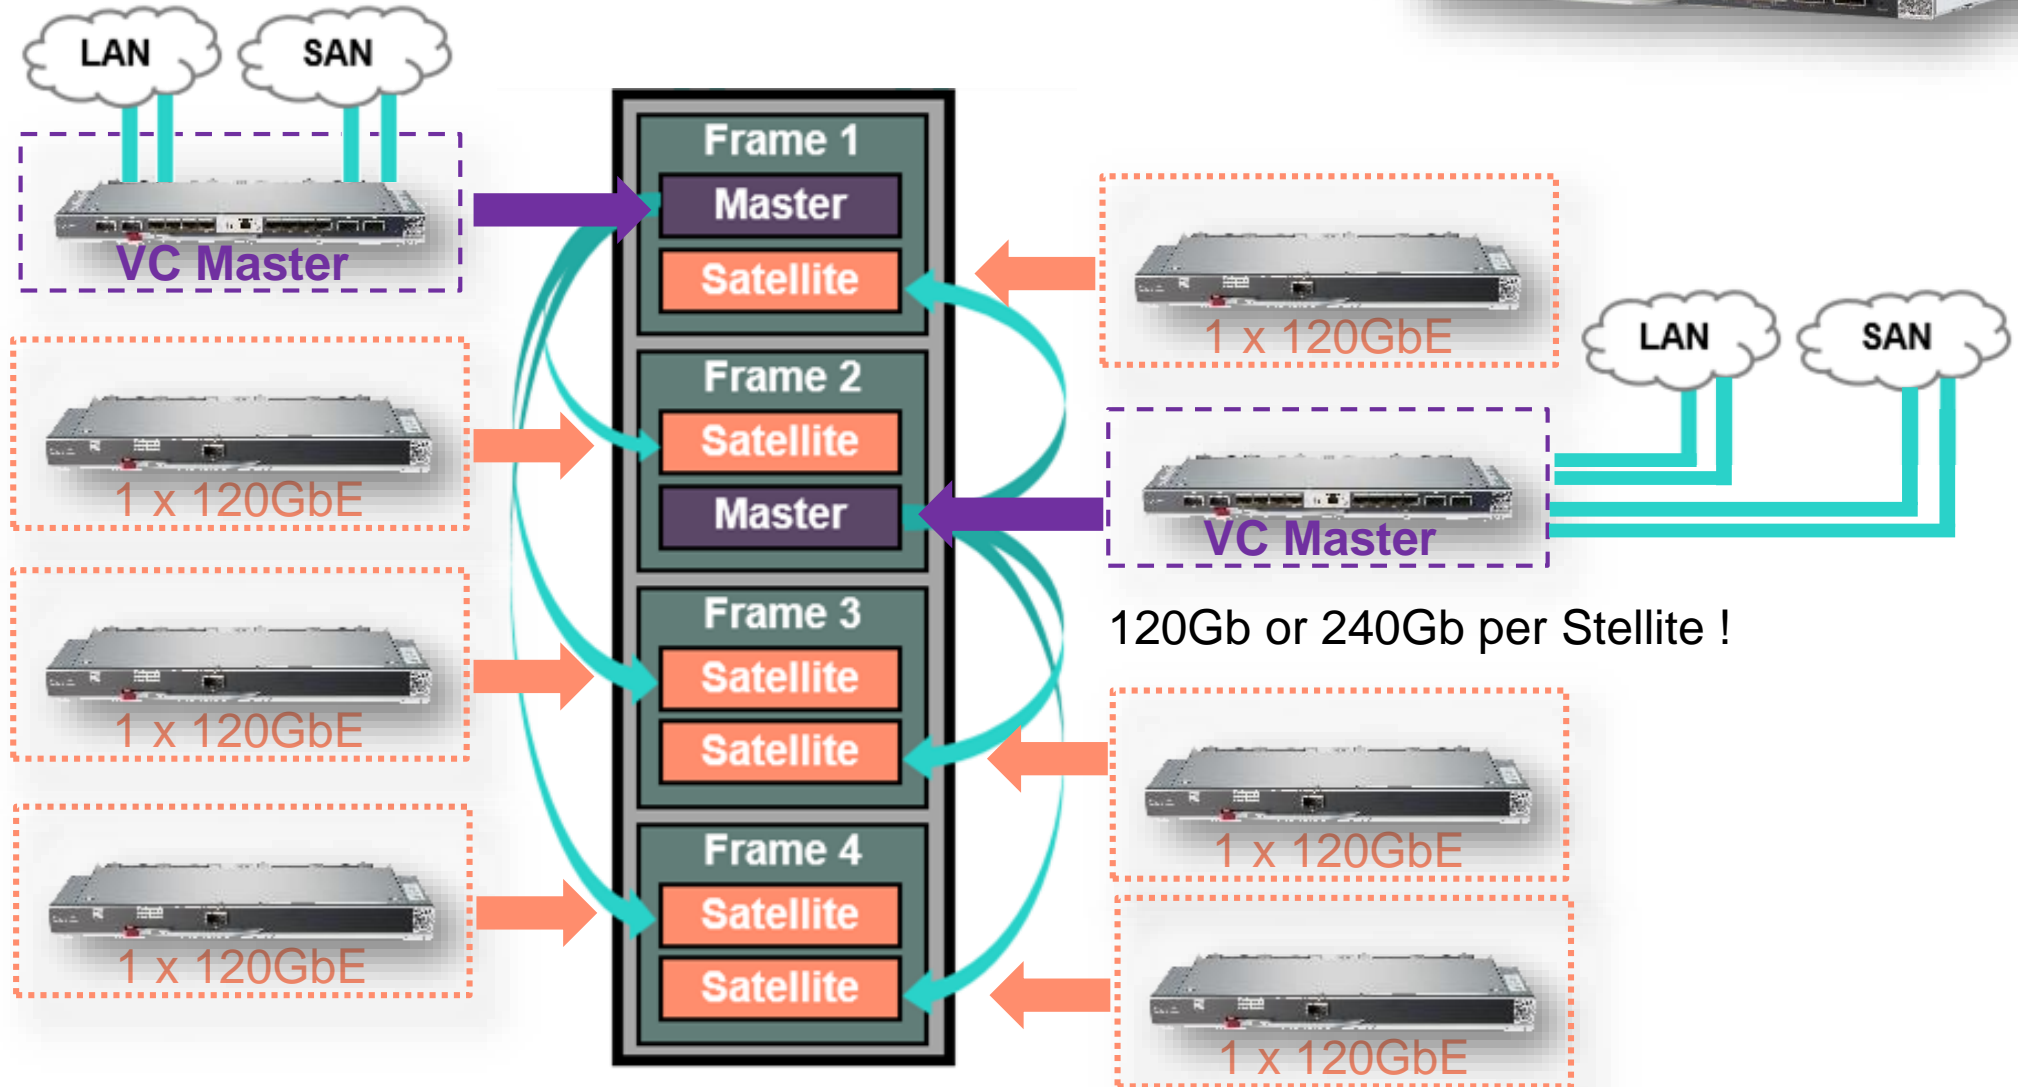 LAN
SAN
VC Master
1 x 120GbE
1 x 120GbE
1 x 120GbE
Frame 1
Master
Satellite
Frame 2
Satellite
Master
Frame 3
Satellite
Satellite
Frame 4
Satellite
Satellite
1 x 120GbE
LAN
SAN
VC Master
120Gb or 240Gb per Stellite !
1 x 120GbE
1 x 120GbE